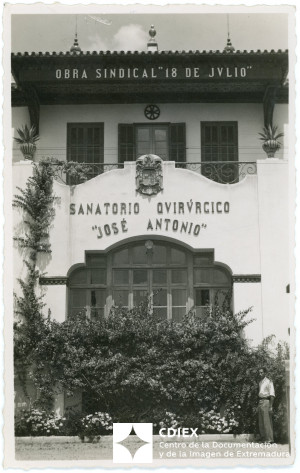 OBRA SINDICAL "18 DE JVLIO"
SANATORIO QVIRVRGICO
"JOSÉ ANTONIO"
CDIEX
Centro de la Documentación
y de la Imagen de Extremadura